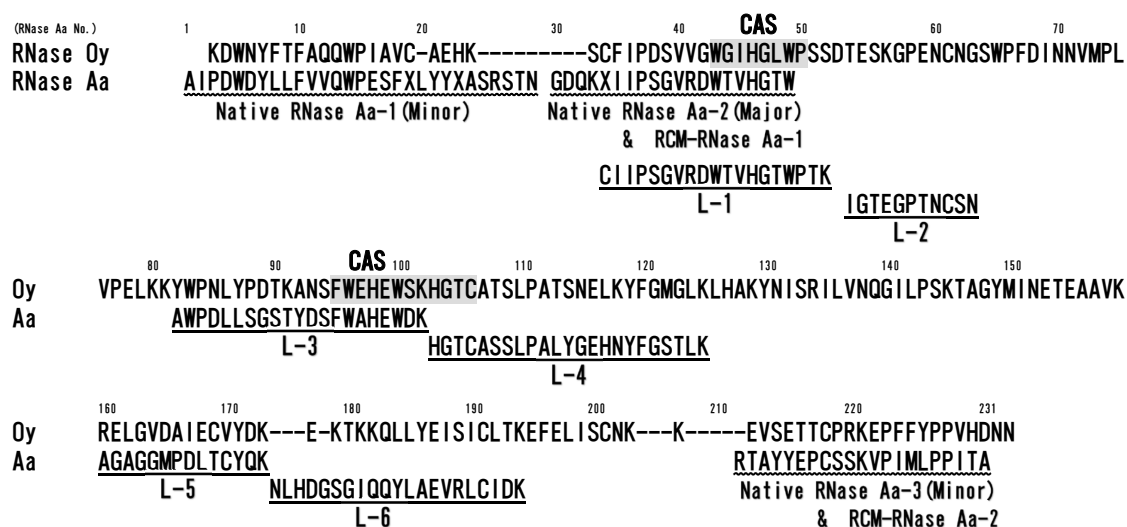 CAS
(RNase Aa No.) 1 10 20 30 40 50 60 70
RNase Oy KDWNYFTFAQQWPIAVC-AEHK---------SCFIPDSVVGWGIHGLWPSSDTESKGPENCNGSWPFDINNVMPL
RNase Aa AIPDWDYLLFVVQWPESFXLYYXASRSTN GDQKXIIPSGVRDWTVHGTW
Native RNase Aa-1(Minor) Native RNase Aa-2(Major)
& RCM-RNase Aa-1
CIIPSGVRDWTVHGTWPTK
L-1
IGTEGPTNCSN
L-2
CAS
80 90 100 110 120 130 140 150
Oy VPELKKYWPNLYPDTKANSFWEHEWSKHGTCATSLPATSNELKYFGMGLKLHAKYNISRILVNQGILPSKTAGYMINETEAAVK
Aa AWPDLLSGSTYDSFWAHEWDK
L-3
HGTCASSLPALYGEHNYFGSTLK
L-4
160 170 180 190 200 210 220 231
Oy RELGVDAIECVYDK---E-KTKKQLLYEISICLTKEFELISCNK---K-----EVSETTCPRKEPFFYPPVHDNN
Aa AGAGGMPDLTCYQK RTAYYEPCSSKVPIMLPPITA
L-5
NLHDGSGIQQYLAEVRLCIDK
L-6
Native RNase Aa-3(Minor)
& RCM-RNase Aa-2